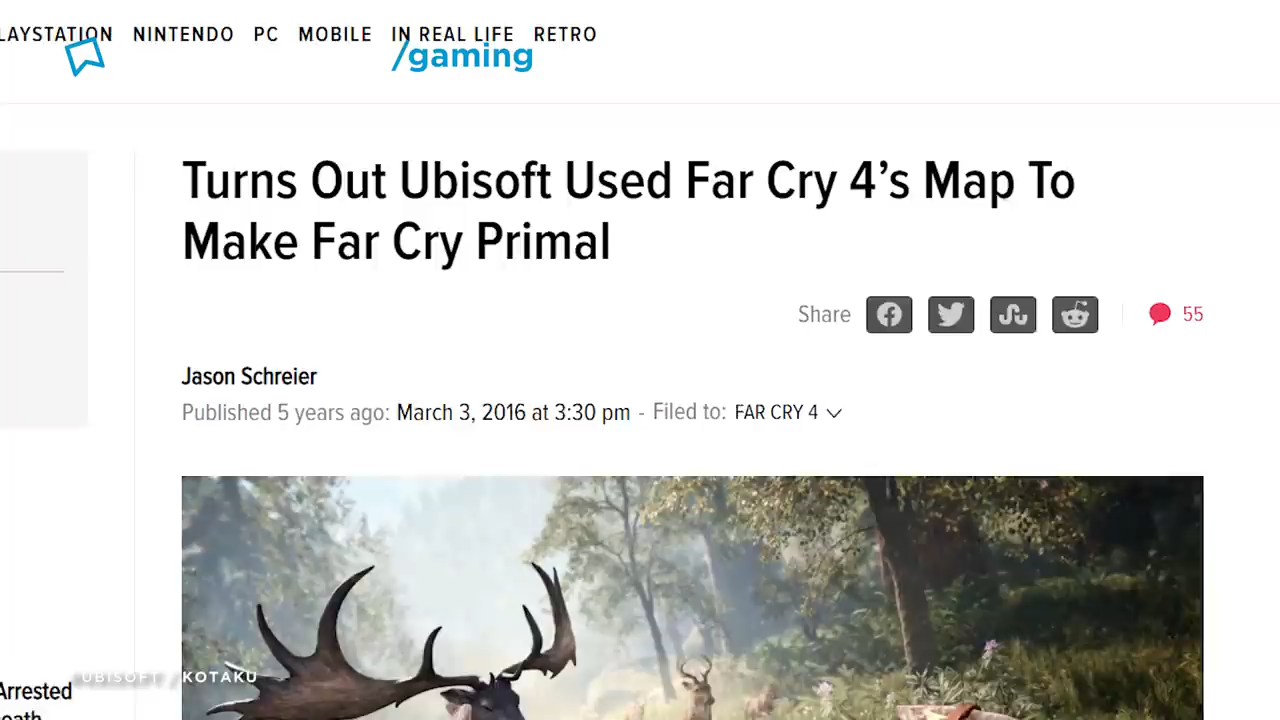 LAYSTATION NINTENDO PC MOBILE IN REAL LIFE RETRO
/gaming
Turns Out Ubisoft Used Far Cry 4’s Map To
Make Far Cry Primal
Share 55
Jason Schreier
Published 5 years ago: March 3, 2016 at 3:30 pm - Filed to: FAR CRY 4
UBISOFT / KOTAKU
Arrested